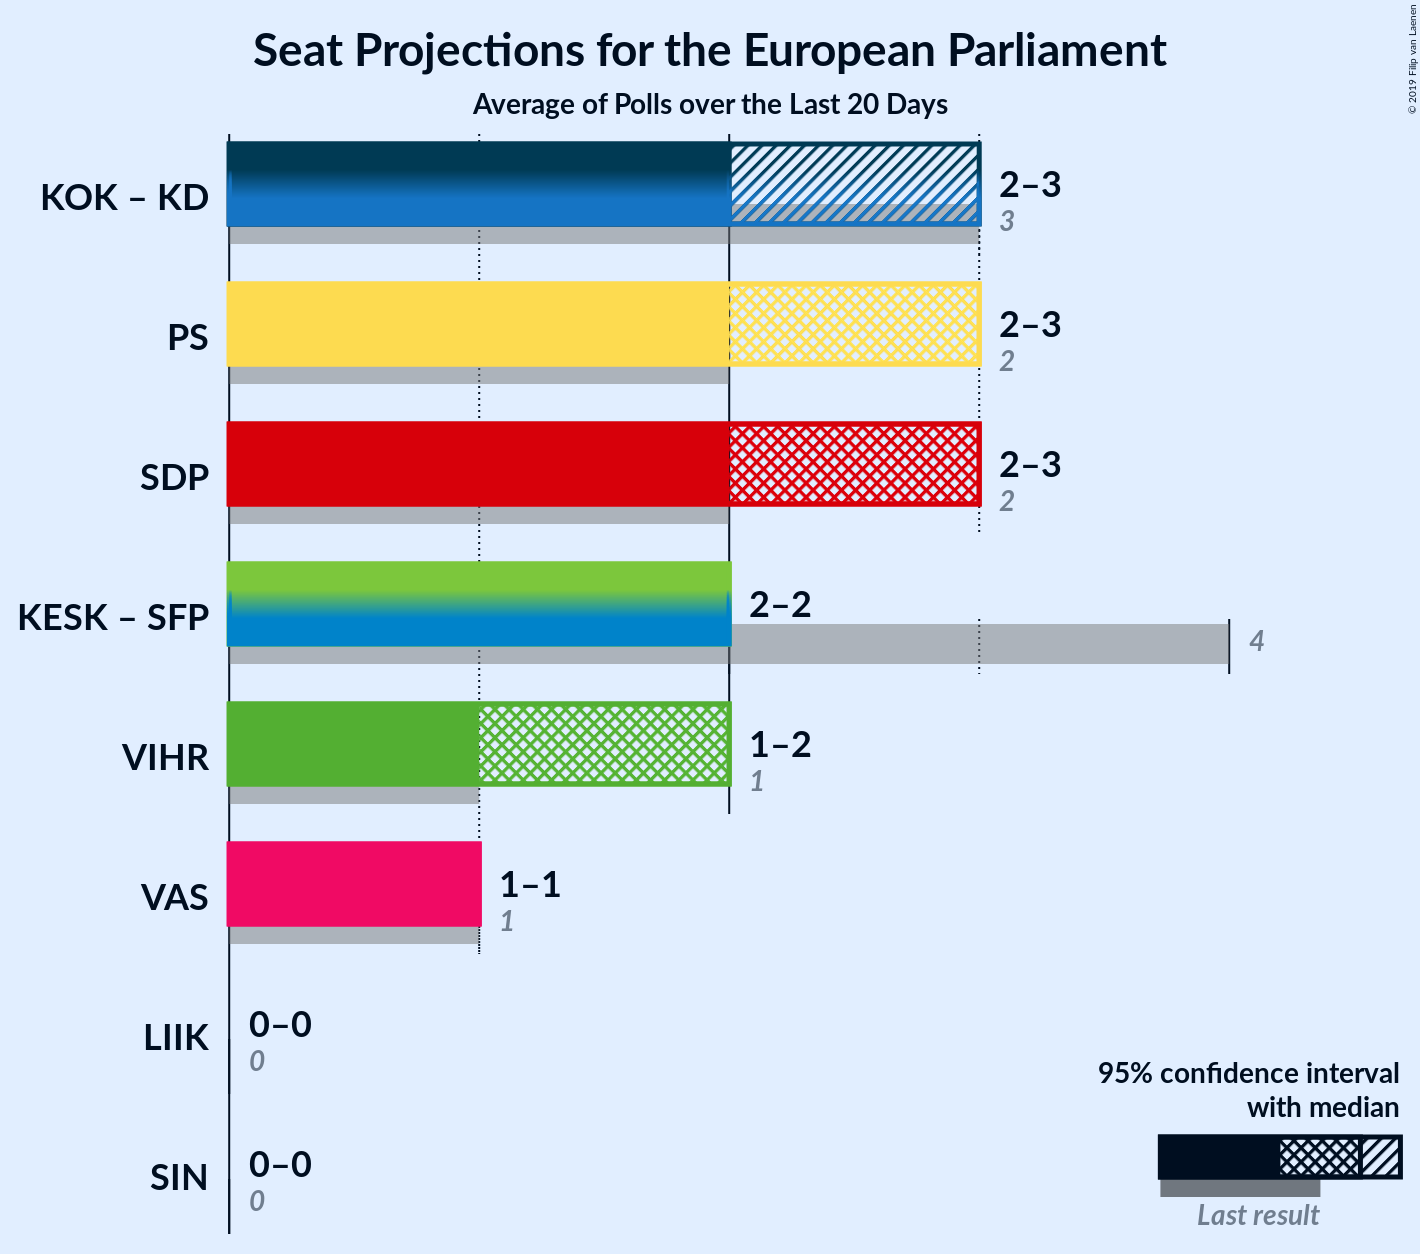 Seat Projections for the European Parliament
Average of Polls over the Last 20 Days
© 2019 Filip van Laenen
KOK – KD
2–3
3
PS
2–3
2
SDP
2–3
2
KESK – SFP
2–2
4
VIHR
1–2
1
VAS
1–1
1
LIIK
0–0
0
SIN
0–0
0
95% confidence interval
with median
Last result